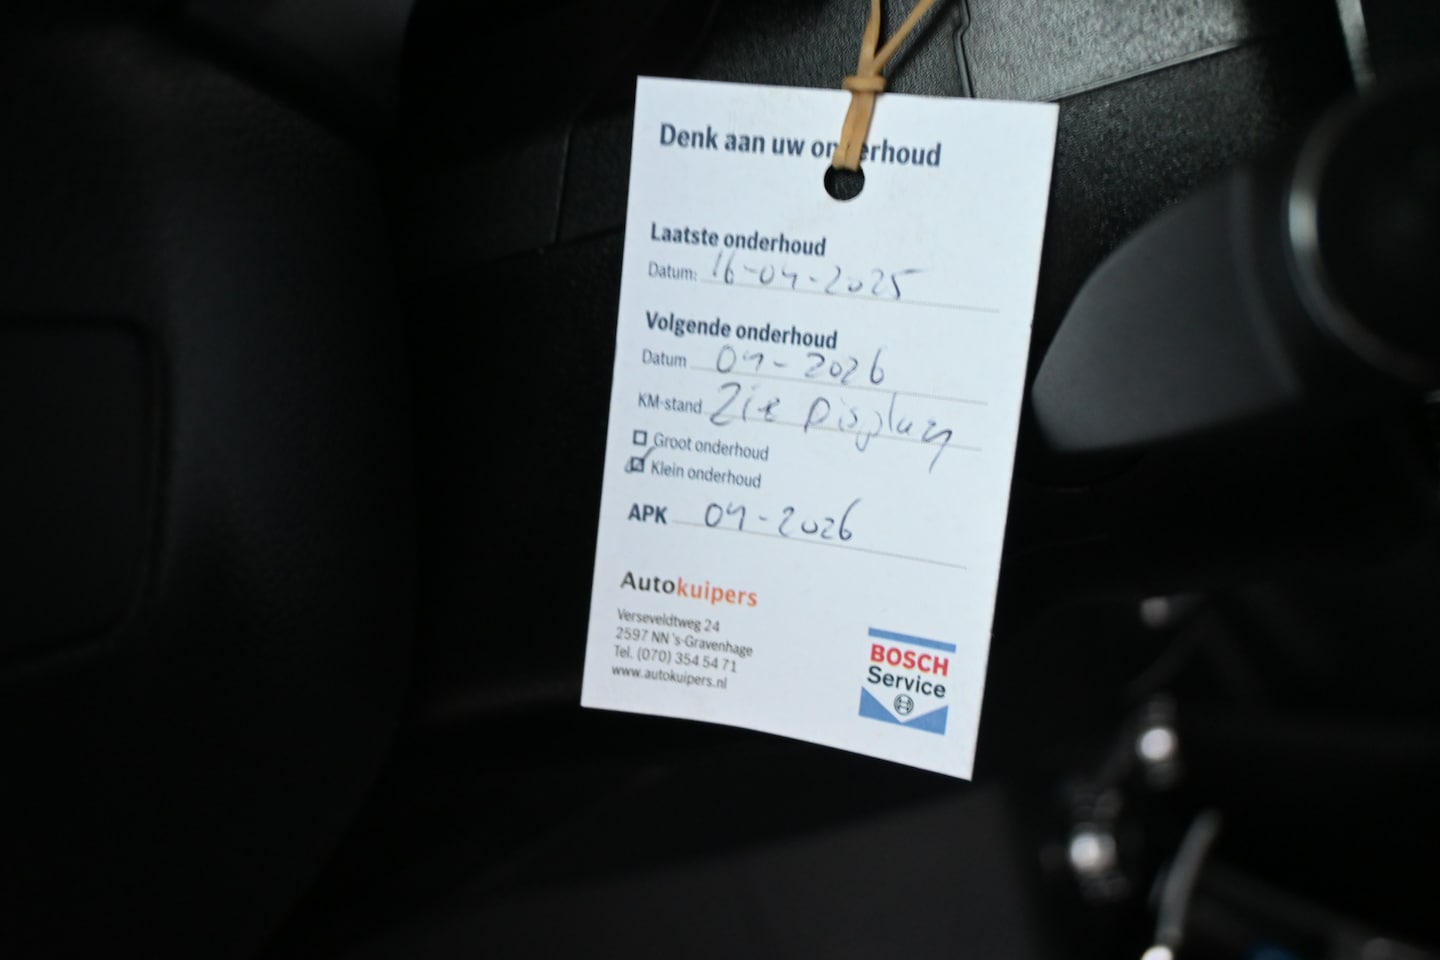 Denk aan uw onderhoud
Laatste onderhoud
Datum: 16-04-2025
Volgende onderhoud
Datum 04-2026
KM-stand Zie Display
Groot onderhoud
Klein onderhoud
APK 04-2026
Autokuipers
Verseveldtweg 24
2597 NN 's-Gravenhage
Tel. (070) 354 54 71
www.autokuipers.nl
BOSCH
Service